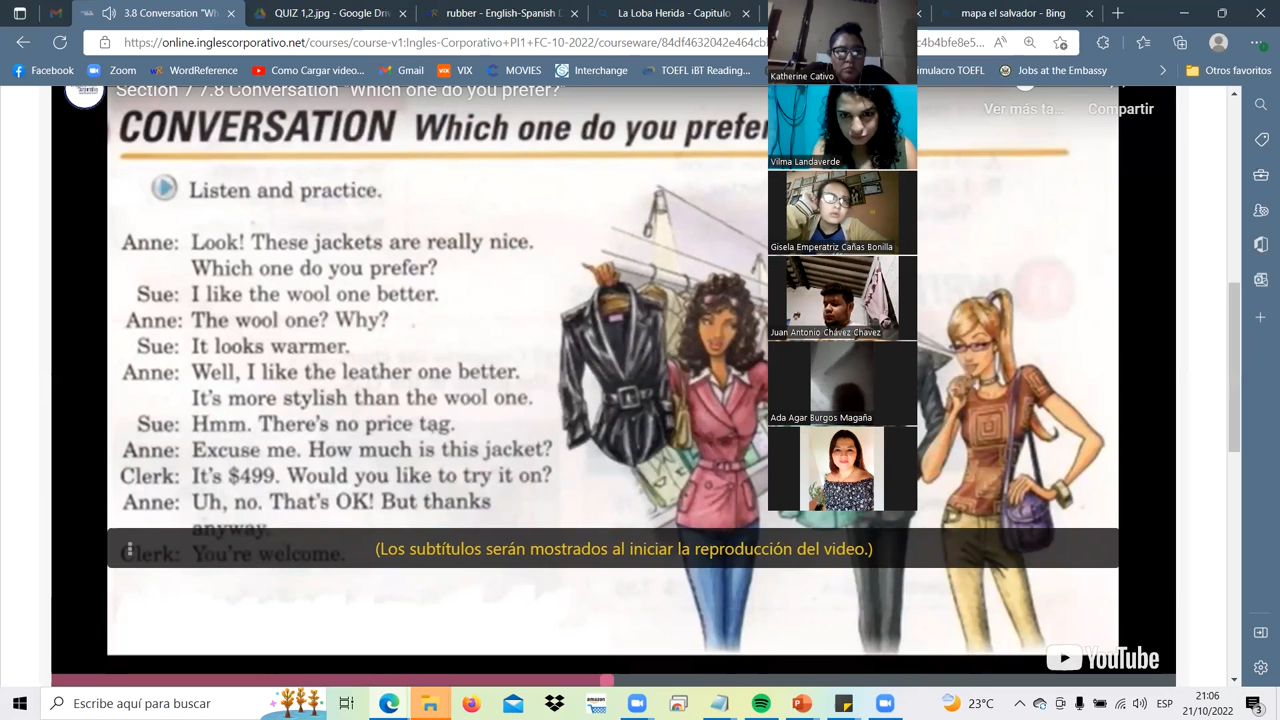 3.8 Conversation "Wh
QUIZ 1,2.jpg - Google Driv
rubber - English-Spanish D
La Loba Herida - Capitulo
mapa el salvador - Bing
https://online.inglescorporativo.net/courses/course-v1:Ingles-Corporativo+PI1+FC-10-2022/courseware/84df4632042e464cb
c4b4bfe8e5...
Facebook
Zoom
WordReference
Como Cargar video...
Gmail
VIX
MOVIES
Interchange
TOEFL iBT Reading...
imulacro TOEFL
Jobs at the Embassy
Otros favoritos
Section 7 7.8 Conversation "Which one do you prefer?"
Ver más ta...
Compartir
CONVERSATION Which one do you prefer
Listen and practice.
Anne: Look! These jackets are really nice.
Which one do you prefer?
Sue: I like the wool one better.
Anne: The wool one? Why?
Sue: It looks warmer.
Anne: Well, I like the leather one better.
It's more stylish than the wool one.
Sue: Hmm. There's no price tag.
Anne: Excuse me. How much is this jacket?
Clerk: It's $499. Would you like to try it on?
Anne: Uh, no. That's OK! But thanks
anyway.
Clerk: You're welcome.
(Los subtítulos serán mostrados al iniciar la reproducción del video.)
Katherine Cativo
Vilma Landaverde
Gisela Emperatriz Cañas Bonilla
Juan Antonio Chávez Chavez
Ada Agar Burgos Magaña
YouTube
Escribe aquí para buscar
amazon
23°C
ESP
21:06
21/10/2022
3